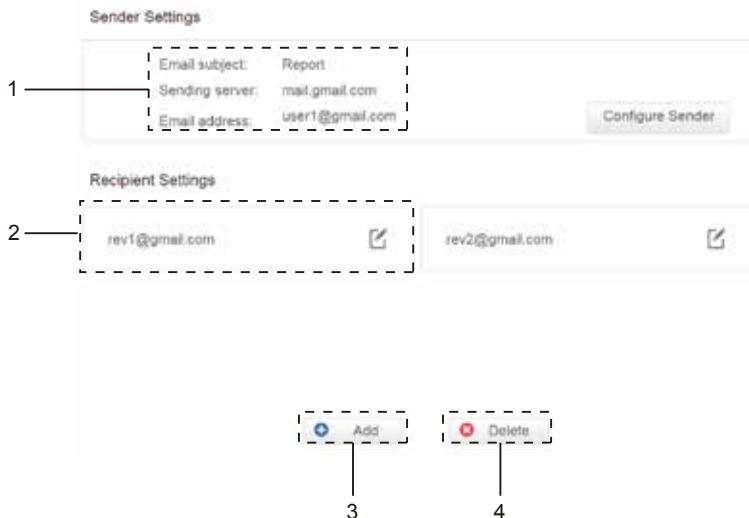 Sender Settings
Email subject: Report
1 Sending server: mail.gmail.com
Email address: user1@gmail.com Configure Sender
Recipient Settings
2 rev1@gmail.com rev2@gmail.com
Add Delete
3 4